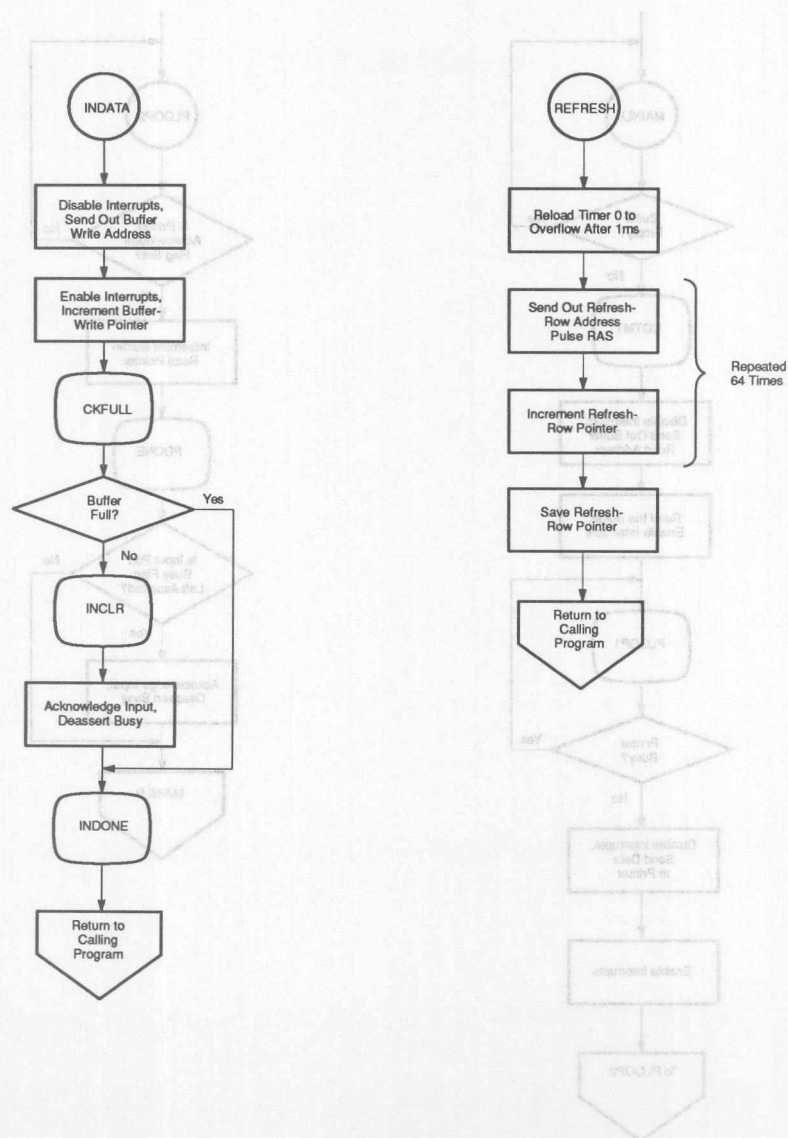 INDATA
Disable Interrupts,
Send Out Buffer
Write Address
Enable Interrupts,
Increment Buffer-
Write Pointer
CKFULL
Buffer
Full?
Yes
No
INCLR
Acknowledge Input,
Deassert Busy
INDONE
Return to
Calling
Program
REFRESH
Reload Timer 0 to
Overflow After 1ms
Send Out Refresh-
Row Address
Pulse RAS
Increment Refresh-
Row Pointer
Repeated
64 Times
Save Refresh-
Row Pointer
Return to
Calling
Program